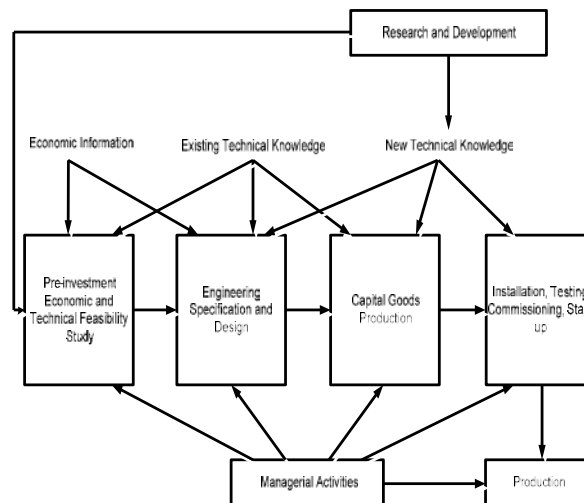 Research and Development
Economic Information
Existing Technical Knowledge
New Technical Knowledge
Pre-investment
Economic and
Technical Feasibility
Study
Engineering
Specification and
Design
Capital Goods
Production
Installation, Testing
Commissioning, Sta
up
Managerial Activities
Production